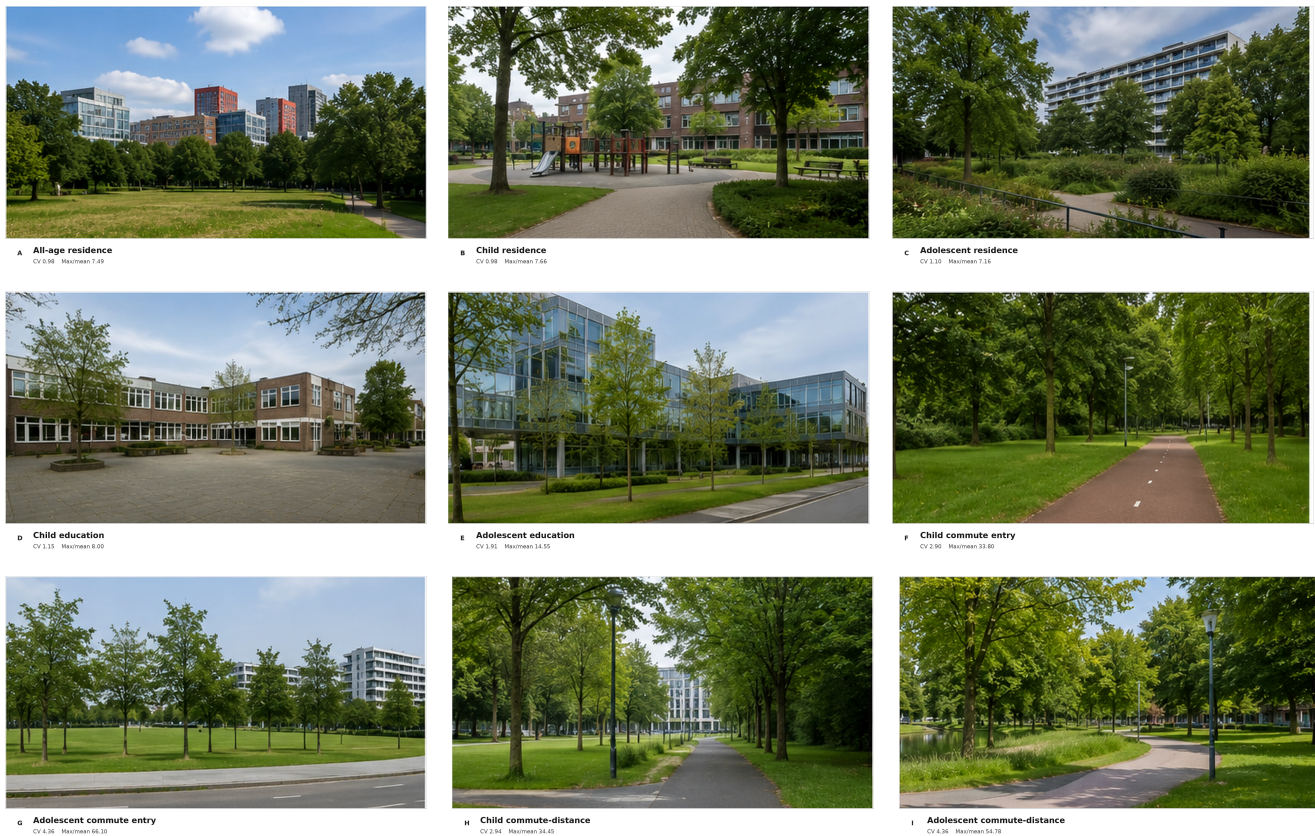 A All-age residence
CV 0.98 Max/mean 7.49
B Child residence
CV 0.98 Max/mean 7.66
C Adolescent residence
CV 1.10 Max/mean 7.16
D Child education
CV 1.15 Max/mean 8.00
E Adolescent education
CV 1.91 Max/mean 14.55
F Child commute entry
CV 2.90 Max/mean 33.80
G Adolescent commute entry
CV 4.36 Max/mean 66.10
H Child commute-distance
CV 2.94 Max/mean 34.45
I Adolescent commute-distance
CV 4.36 Max/mean 54.78